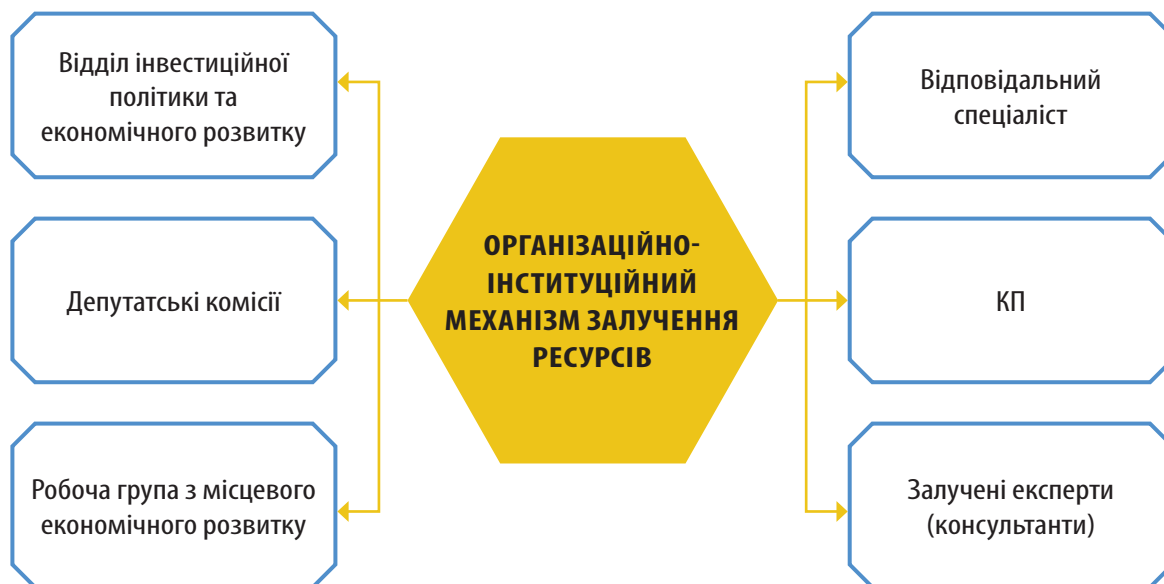 Відділ інвестиційної
політики та
економічного розвитку
Депутатські комісії
Робоча група з місцевого
економічного розвитку
ОРГАНІЗАЦІЙНО-
ІНСТИТУЦІЙНИЙ
МЕХАНІЗМ ЗАЛУЧЕННЯ
РЕСУРСІВ
Відповідальний
спеціаліст
КП
Залучені експерти
(консультанти)